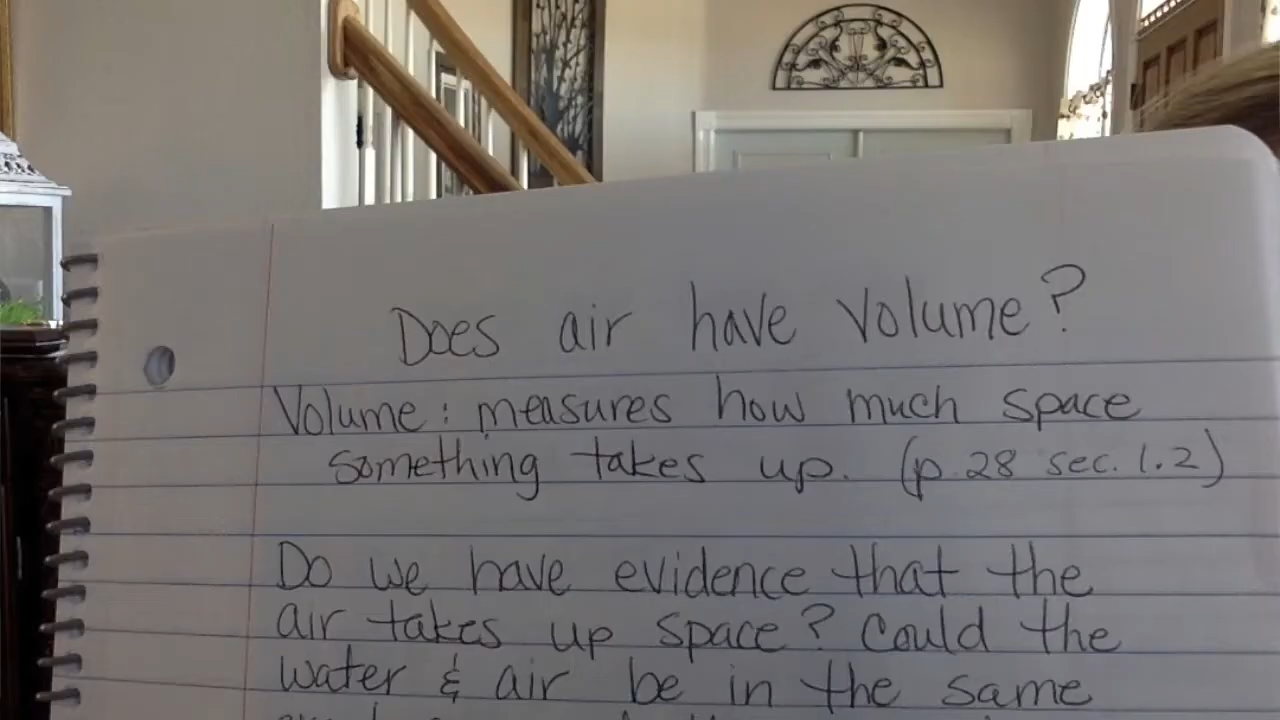 Does air have volume?
Volume: measures how much space
something takes up. (p.28 sec. 1.2)
Do we have evidence that the
air takes up space? Could the
water & air be in the same